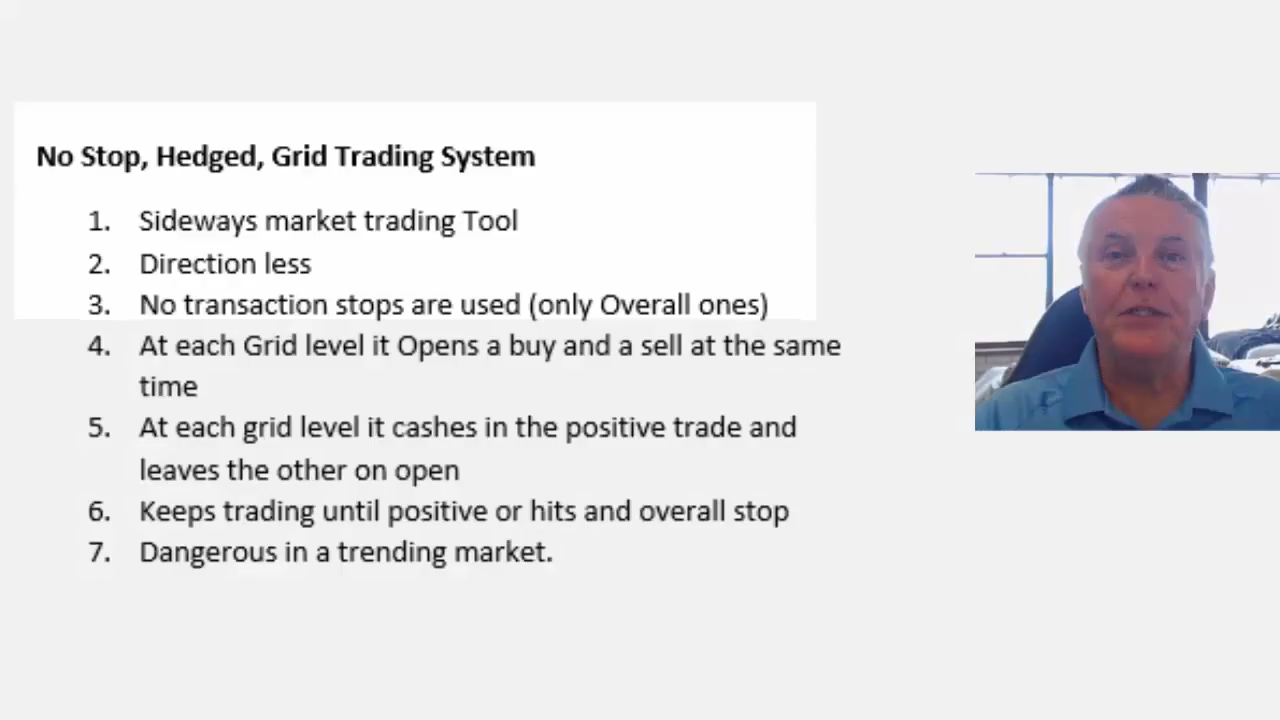 No Stop, Hedged, Grid Trading System
1. Sideways market trading Tool
2. Direction less
3. No transaction stops are used (only Overall ones)
4. At each Grid level it Opens a buy and a sell at the same
time
5. At each grid level it cashes in the positive trade and
leaves the other on open
6. Keeps trading until positive or hits and overall stop
7. Dangerous in a trending market.